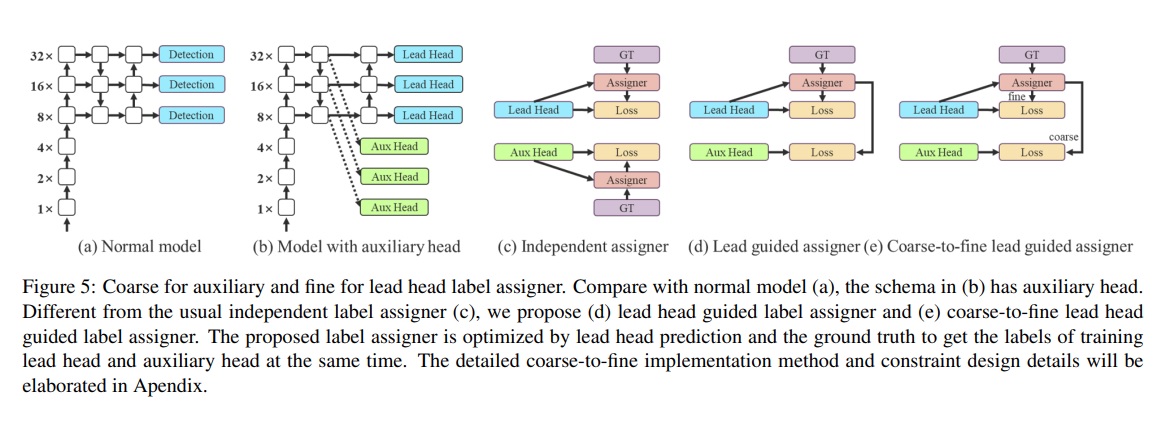 32×
16×
8×
4×
2×
1×
Detection
Detection
Detection
(a) Normal model
32×
16×
8×
4×
2×
1×
Lead Head
Lead Head
Lead Head
Aux Head
Aux Head
Aux Head
(b) Model with auxiliary head
GT
Assigner
Lead Head
Loss
Aux Head
Loss
Assigner
GT
(c) Independent assigner
GT
Assigner
Lead Head
Loss
Aux Head
Loss
(d) Lead guided assigner
GT
Assigner
fine
Lead Head
Loss
coarse
Aux Head
Loss
(e) Coarse-to-fine lead guided assigner
Figure 5: Coarse for auxiliary and fine for lead head label assigner. Compare with normal model (a), the schema in (b) has auxiliary head.
Different from the usual independent label assigner (c), we propose (d) lead head guided label assigner and (e) coarse-to-fine lead head
guided label assigner. The proposed label assigner is optimized by lead head prediction and the ground truth to get the labels of training
lead head and auxiliary head at the same time. The detailed coarse-to-fine implementation method and constraint design details will be
elaborated in Apendix.